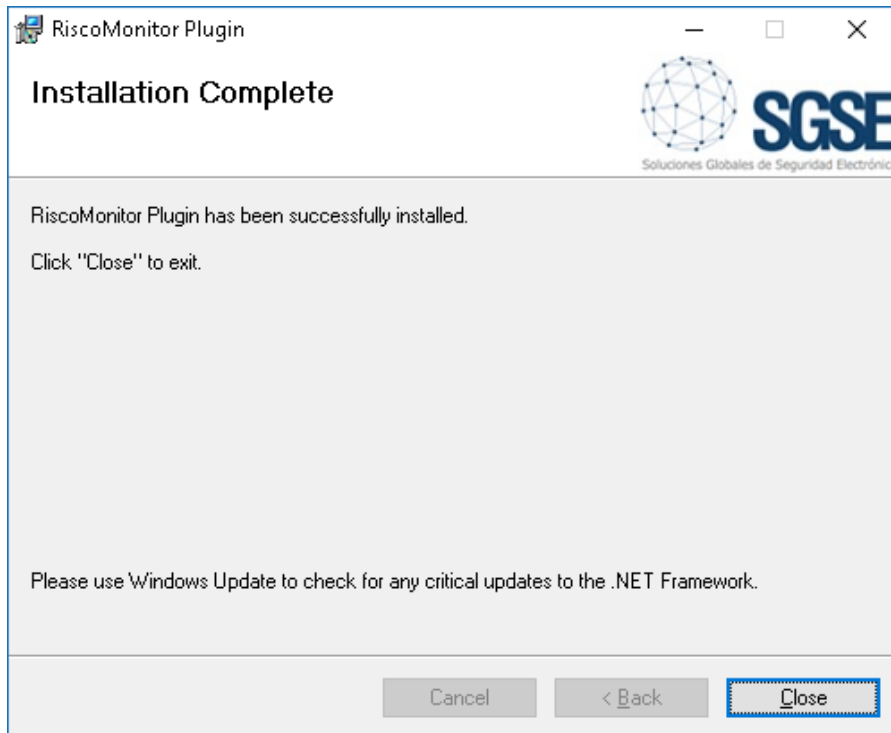 RiscoMonitor Plugin
Installation Complete
SGSE
Soluciones Globales de Seguridad Electrónic
RiscoMonitor Plugin has been successfully installed.
Click "Close" to exit.
Please use Windows Update to check for any critical updates to the .NET Framework.
Cancel
< Back
Close